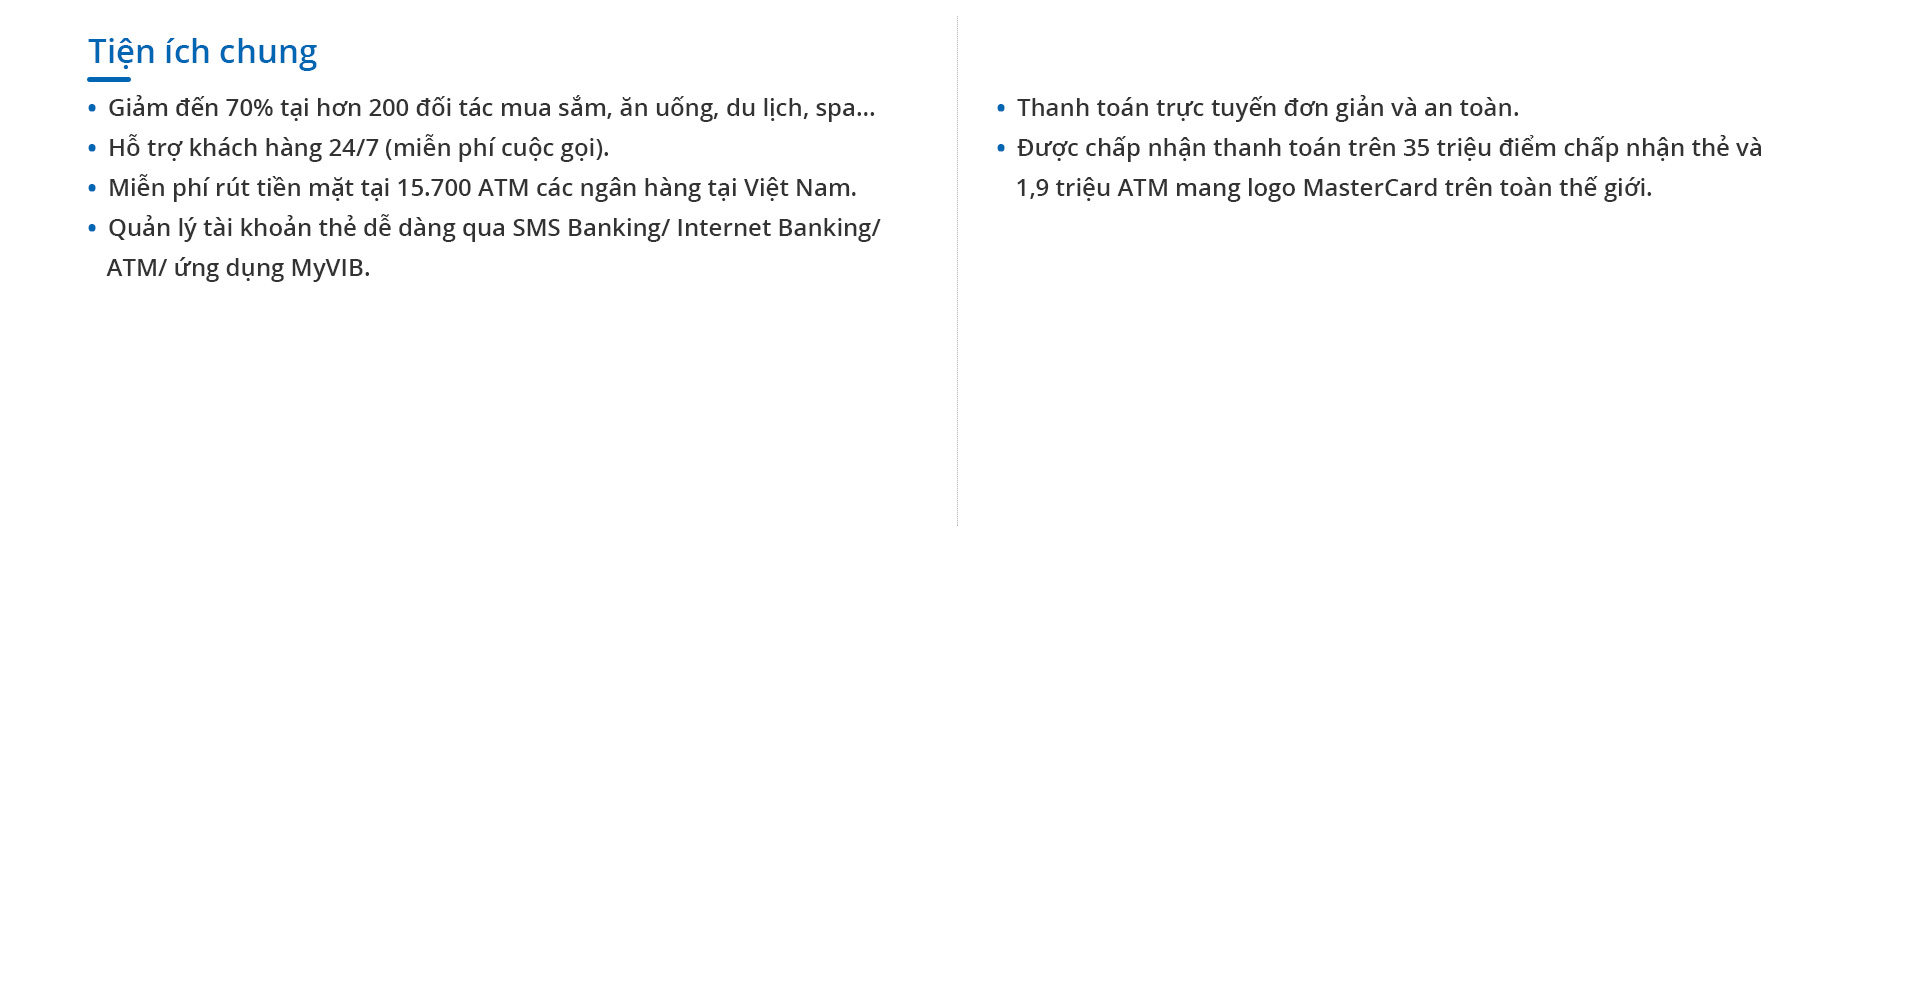 Tiện ích chung
• Giảm đến 70% tại hơn 200 đối tác mua sắm, ăn uống, du lịch, spa...
• Hỗ trợ khách hàng 24/7 (miễn phí cuộc gọi).
• Miễn phí rút tiền mặt tại 15.700 ATM các ngân hàng tại Việt Nam.
• Quản lý tài khoản thẻ dễ dàng qua SMS Banking/ Internet Banking/
ATM/ ứng dụng MyVIB.
• Thanh toán trực tuyến đơn giản và an toàn.
• Được chấp nhận thanh toán trên 35 triệu điểm chấp nhận thẻ và
1,9 triệu ATM mang logo MasterCard trên toàn thế giới.